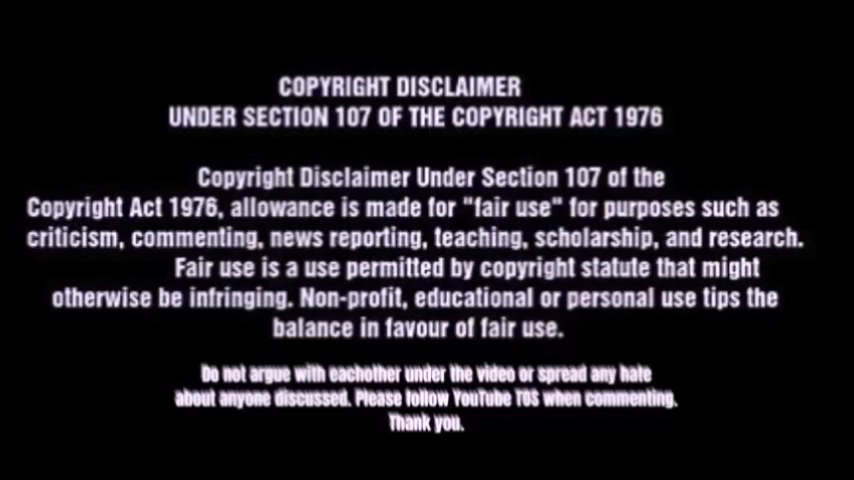 COPYRIGHT DISCLAIMER
UNDER SECTION 107 OF THE COPYRIGHT ACT 1976
Copyright Disclaimer Under Section 107 of the
Copyright Act 1976, allowance is made for "fair use" for purposes such as
criticism, commenting, news reporting, teaching, scholarship, and research.
Fair use is a use permitted by copyright statute that might
otherwise be infringing. Non-profit, educational or personal use tips the
balance in favour of fair use.
Do not argue with eachother under the video or spread any hate
about anyone discussed. Please follow YouTube TOS when commenting.
Thank you.